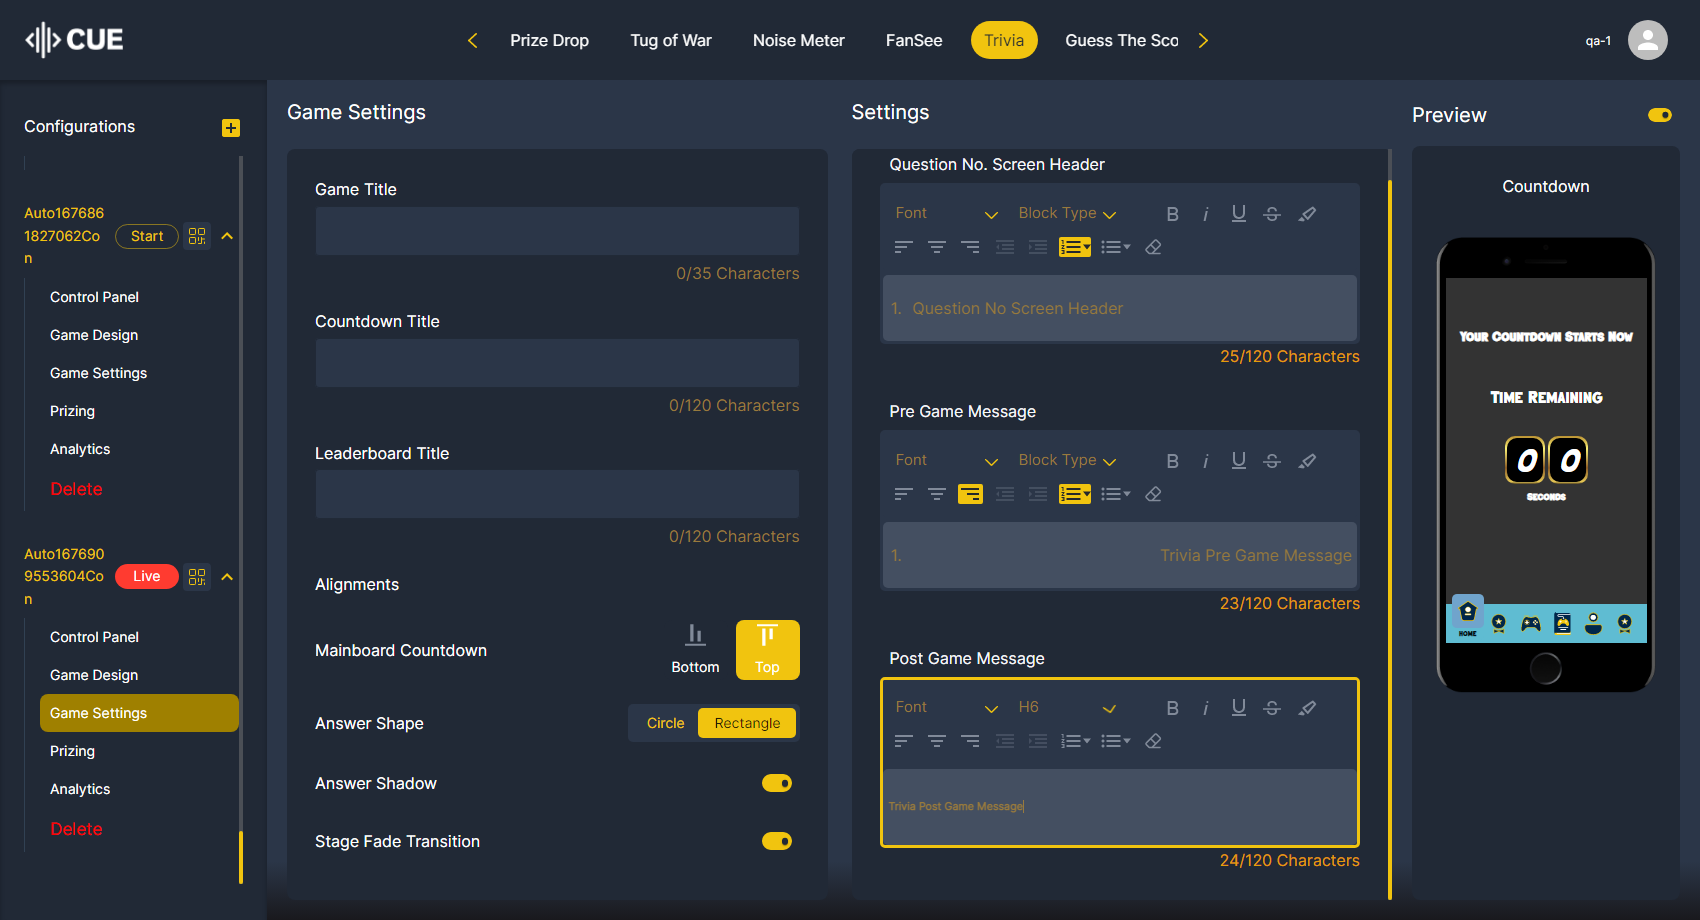 CUE
Prize Drop
Tug of War
Noise Meter
FanSee
Trivia
Guess The Sco
qa-1
Configurations
Auto167686
1827062Co
n
Start
Control Panel
Game Design
Game Settings
Prizing
Analytics
Delete
Auto167690
9553604Co
n
Live
Control Panel
Game Design
Game Settings
Prizing
Analytics
Delete
Game Settings
Game Title
0/35 Characters
Countdown Title
0/120 Characters
Leaderboard Title
0/120 Characters
Alignments
Mainboard Countdown
Bottom
Top
Answer Shape
Circle
Rectangle
Answer Shadow
Stage Fade Transition
Settings
Question No. Screen Header
Font
Block Type
B
i
U
S
1. Question No Screen Header
25/120 Characters
Pre Game Message
Font
Block Type
B
i
U
S
1. Trivia Pre Game Message
23/120 Characters
Post Game Message
Font
H6
B
i
U
S
Trivia Post Game Message
24/120 Characters
Preview
Countdown
Your Countdown Starts Now
Time Remaining
0 0
Seconds
HOME